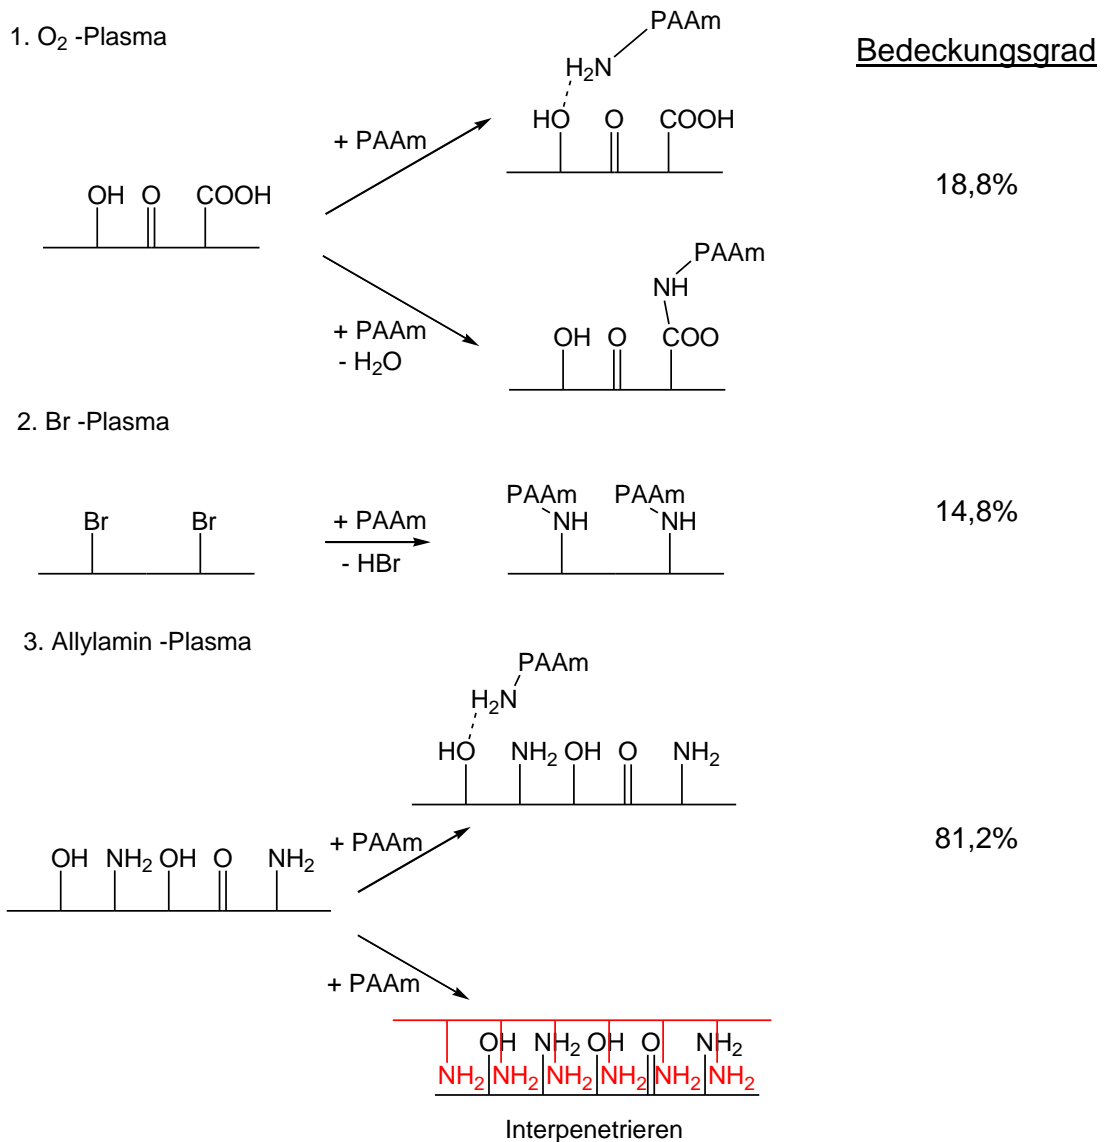 1. O2 -Plasma
Bedeckungsgrad
PAAm
H2N
HO O COOH
+ PAAm
OH O COOH
18,8%
PAAm
NH
OH O COO
+ PAAm
- H2O
2. Br -Plasma
PAAm PAAm
NH NH
Br Br
+ PAAm
- HBr
14,8%
3. Allylamin -Plasma
PAAm
H2N
HO NH2 OH O NH2
+ PAAm
OH NH2 OH O NH2
81,2%
+ PAAm
OH NH2 OH O NH2
NH2 NH2 NH2 NH2 NH2 NH2
Interpenetrieren